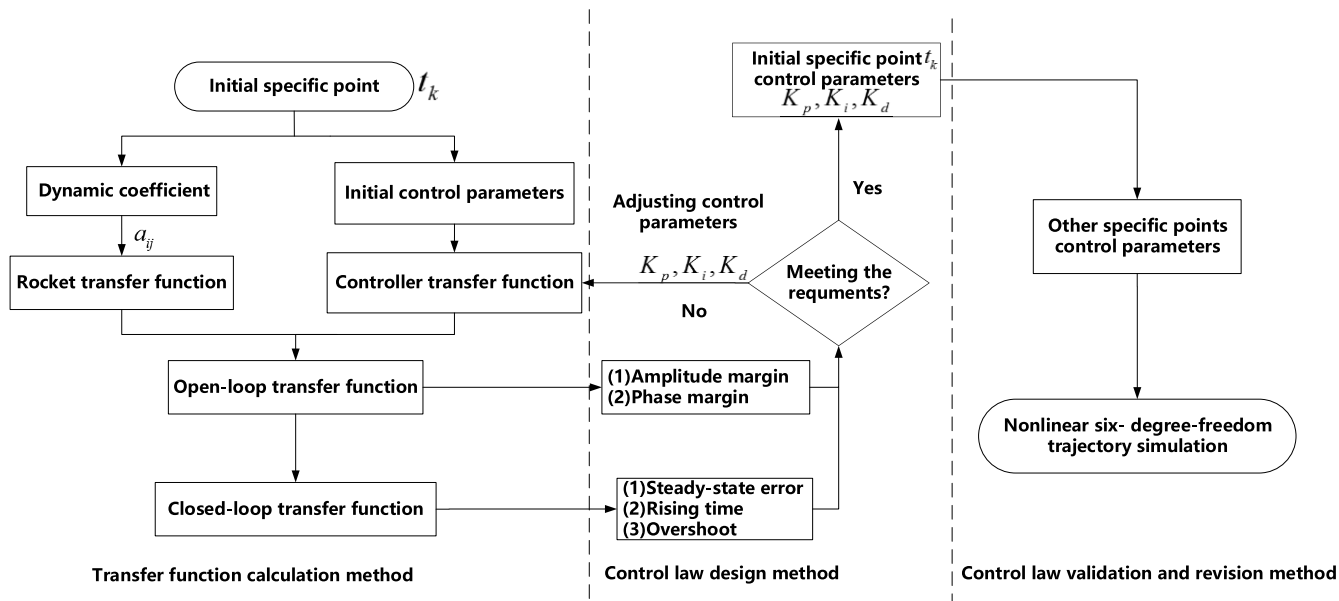 Initial specific point t_k
Dynamic coefficient
Initial control parameters
a_ij
Rocket transfer function
Controller transfer function
Open-loop transfer function
Closed-loop transfer function
Transfer function calculation method
Initial specific point t_k
control parameters
K_p, K_i, K_d
Yes
Adjusting control
parameters
K_p, K_i, K_d
No
Meeting the
requments?
(1)Amplitude margin
(2)Phase margin
(1)Steady-state error
(2)Rising time
(3)Overshoot
Control law design method
Other specific points
control parameters
Nonlinear six- degree-freedom
trajectory simulation
Control law validation and revision method